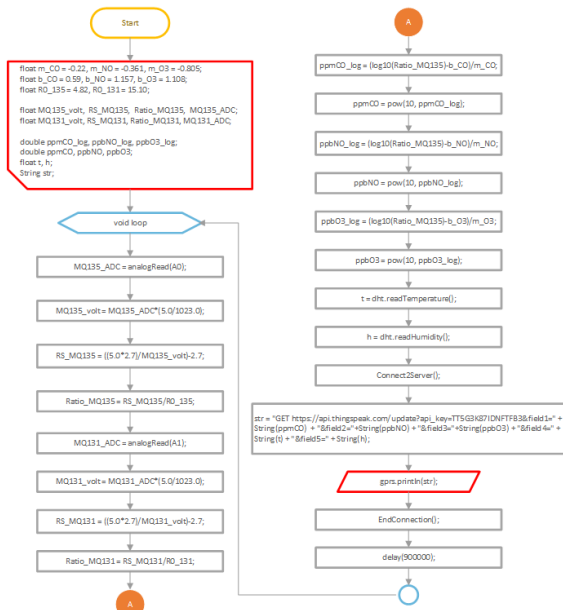 Start
float m_CO = -0.22, m_NO = -0.361, m_O3 = -0.805;
float b_CO = 0.59, b_NO = 1.157, b_O3 = 1.108;
float R0_135 = 4.82, R0_131 = 15.10;
float MQ135_volt, RS_MQ135, Ratio_MQ135, MQ135_ADC;
float MQ131_volt, RS_MQ131, Ratio_MQ131, MQ131_ADC;
double ppmCO_log, ppbNO_log, ppbO3_log;
double ppmCO, ppbNO, ppbO3;
float t, h;
String str;
void loop
MQ135_ADC = analogRead(A0);
MQ135_volt = MQ135_ADC*(5.0/1023.0);
RS_MQ135 = ((5.0*2.7)/MQ135_volt)-2.7;
Ratio_MQ135 = RS_MQ135/R0_135;
MQ131_ADC = analogRead(A1);
MQ131_volt = MQ131_ADC*(5.0/1023.0);
RS_MQ131 = ((5.0*2.7)/MQ131_volt)-2.7;
Ratio_MQ131 = RS_MQ131/R0_131;
A
A
ppmCO_log = (log10(Ratio_MQ135)-b_CO)/m_CO;
ppmCO = pow(10, ppmCO_log);
ppbNO_log = (log10(Ratio_MQ135)-b_NO)/m_NO;
ppbNO = pow(10, ppbNO_log);
ppbO3_log = (log10(Ratio_MQ135)-b_O3)/m_O3;
ppbO3 = pow(10, ppbO3_log);
t = dht.readTemperature();
h = dht.readHumidity();
Connect2Server();
str = "GET https://api.thingspeak.com/update?api_key=TT5G3K87IDNFTFB3&field1=" +
String(ppmCO) + "&field2="+String(ppbNO) + "&field3="+String(ppbO3) + "&field4=" +
String(t) + "&field5=" + String(h);
gprs.println(str);
EndConnection();
delay(900000);